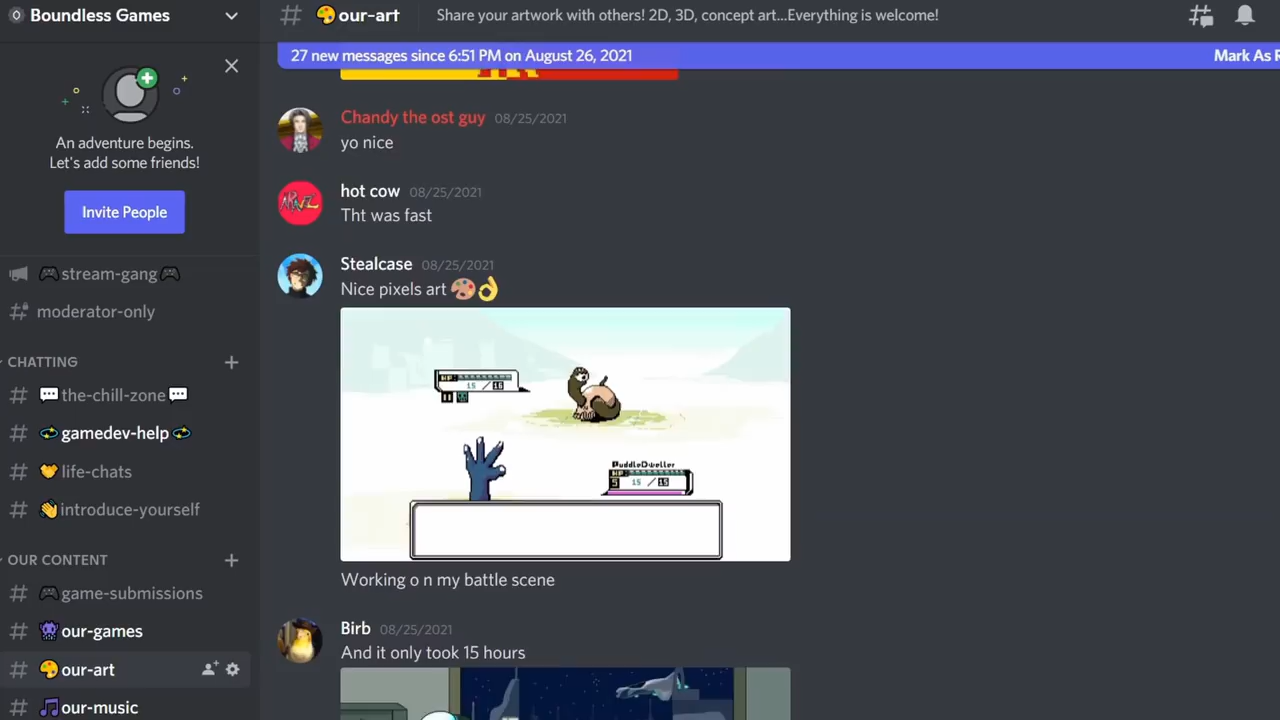 Boundless Games
our-art
Share your artwork with others! 2D, 3D, concept art...Everything is welcome!
27 new messages since 6:51 PM on August 26, 2021
Mark As R
An adventure begins.
Let's add some friends!
Invite People
stream-gang
moderator-only
CHATTING
the-chill-zone
gamedev-help
life-chats
introduce-yourself
OUR CONTENT
game-submissions
our-games
our-art
our-music
Chandy the ost guy 08/25/2021
yo nice
hot cow 08/25/2021
Tht was fast
Stealcase 08/25/2021
Nice pixels art
HP:
15 / 15
PuddleDweller
HP:
5 15 / 15
Working o n my battle scene
Birb 08/25/2021
And it only took 15 hours